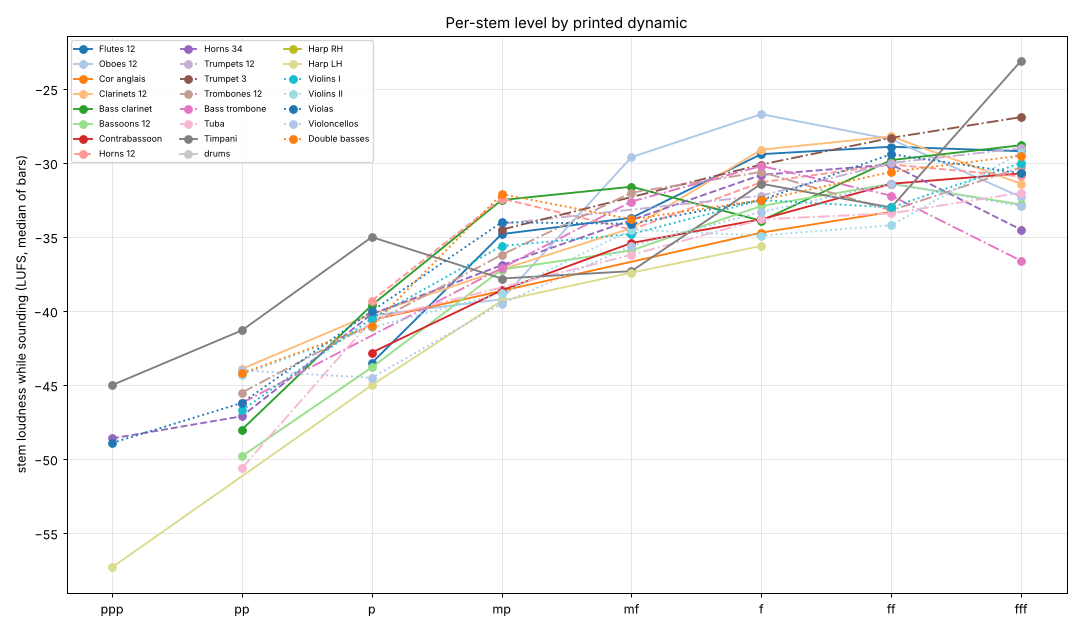 Per-stem level by printed dynamic
stem loudness while sounding (LUFS, median of bars)
−25
−30
−35
−40
−45
−50
−55
Flutes 12
Oboes 12
Cor anglais
Clarinets 12
Bass clarinet
Bassoons 12
Contrabassoon
Horns 12
Horns 34
Trumpets 12
Trumpet 3
Trombones 12
Bass trombone
Tuba
Timpani
drums
Harp RH
Harp LH
Violins I
Violins II
Violas
Violoncellos
Double basses
ppp pp p mp mf f ff fff